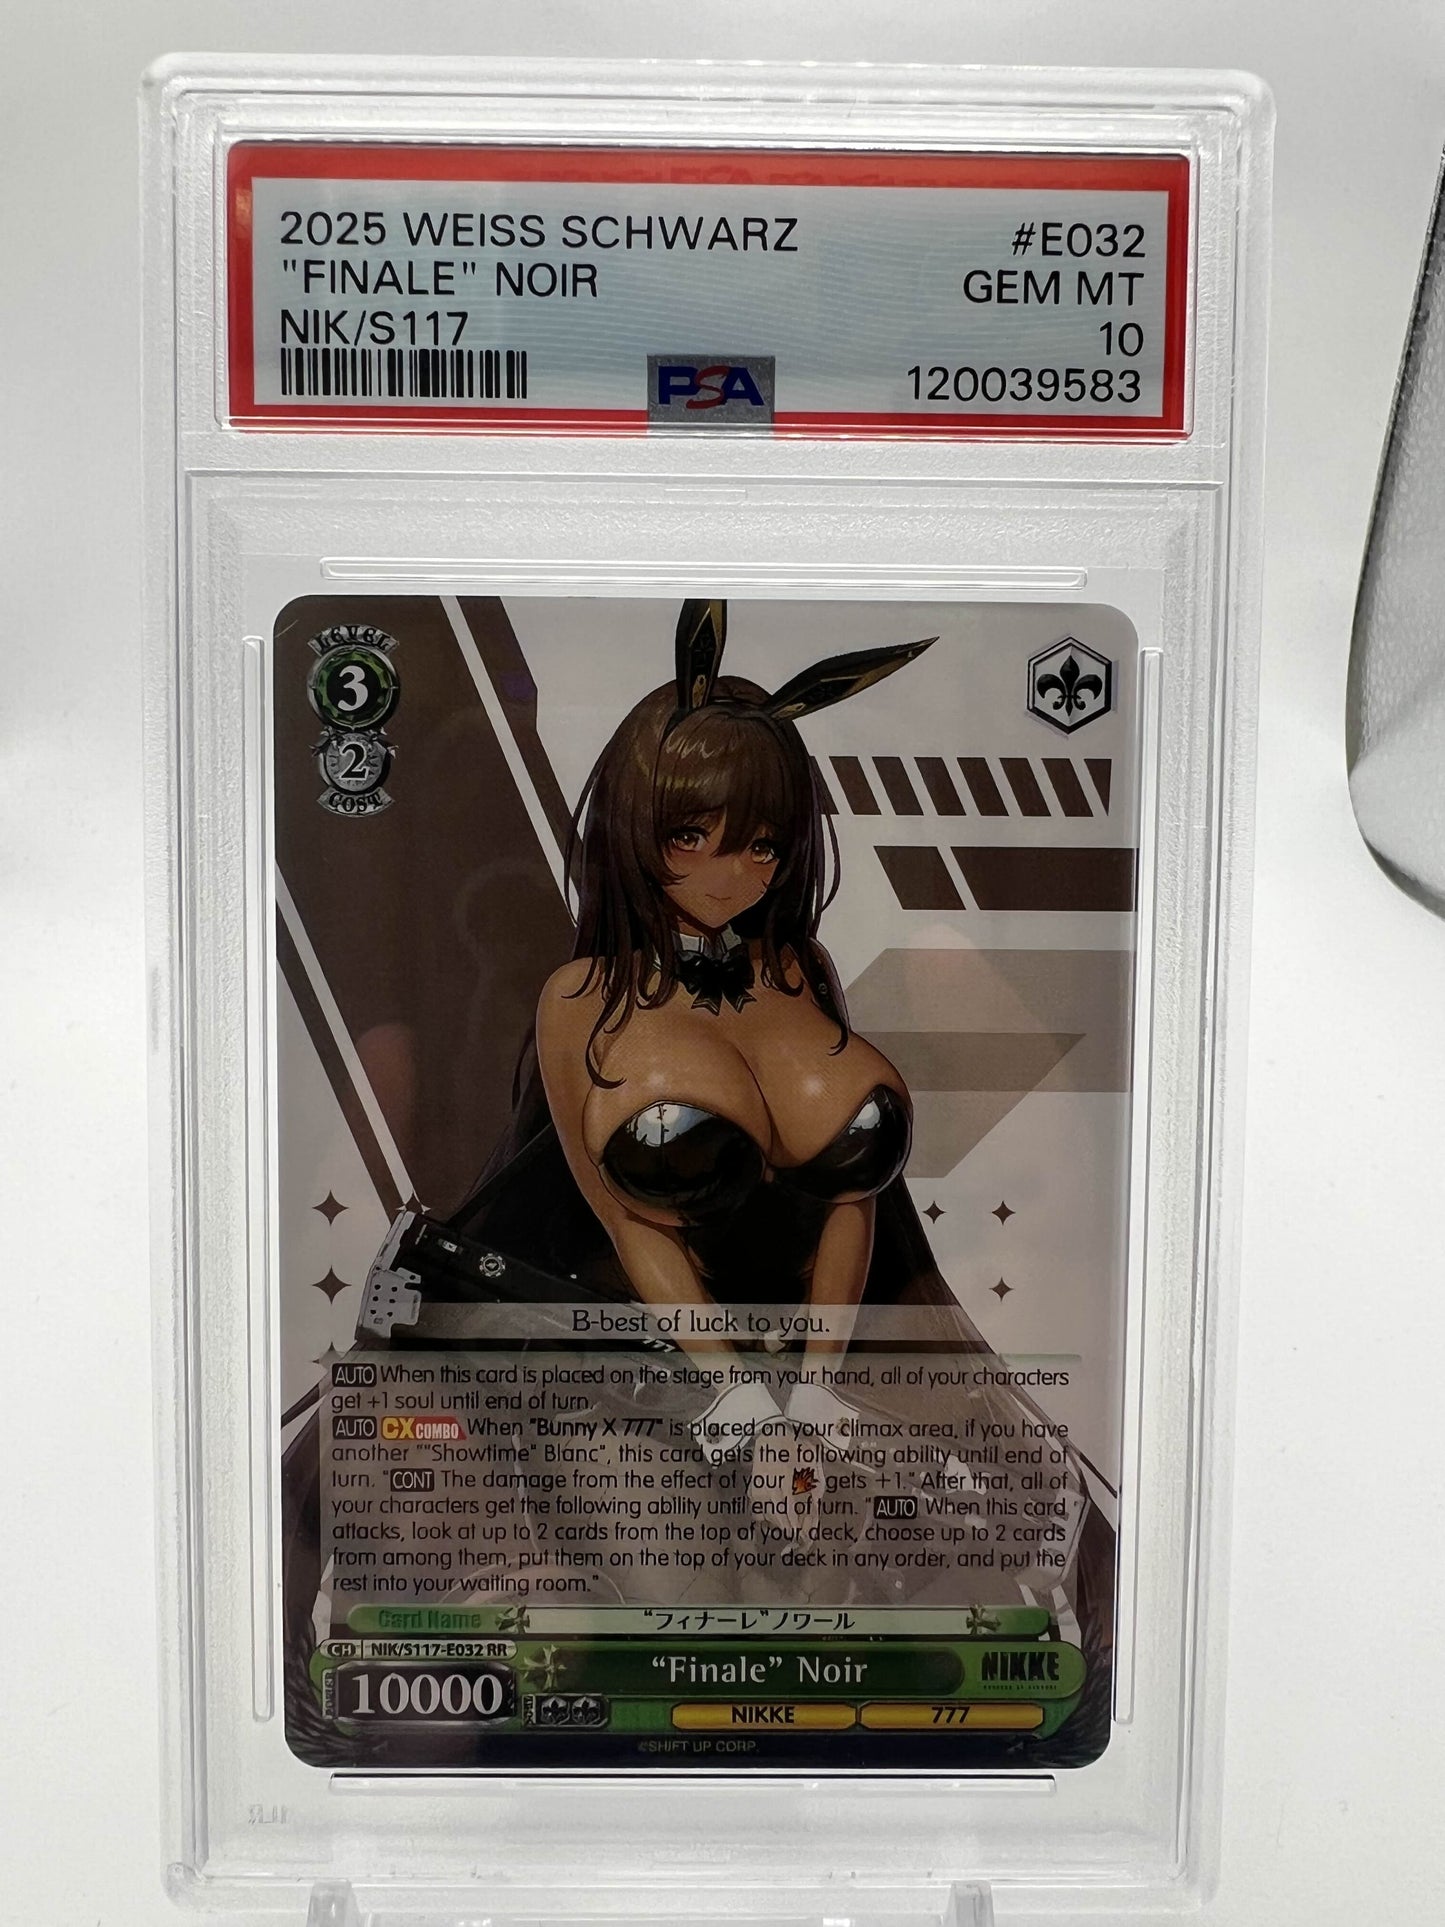 2025 WEISS SCHWARZ #E032
"FINALE" NOIR GEM MT
NIK/S117 10
PSA 120039583
LEVEL
3
2
COST
B-best of luck to you.
AUTO When this card is placed on the stage from your hand, all of your characters
get +1 soul until end of turn.
AUTO CX COMBO When "Bunny X 777" is placed on your climax area, if you have
another ""Showtime" Blanc", this card gets the following ability until end of
turn. "CONT The damage from the effect of your gets +1." After that, all of
your characters get the following ability until end of turn. "AUTO When this card
attacks, look at up to 2 cards from the top of your deck, choose up to 2 cards
from among them, put them on the top of your deck in any order, and put the
rest into your waiting room."
Card Name "フィナーレ"ノワール
CH NIK/S117-E032 RR
"Finale" Noir NIKKE
10000
NIKKE 777
©SHIFT UP CORP.